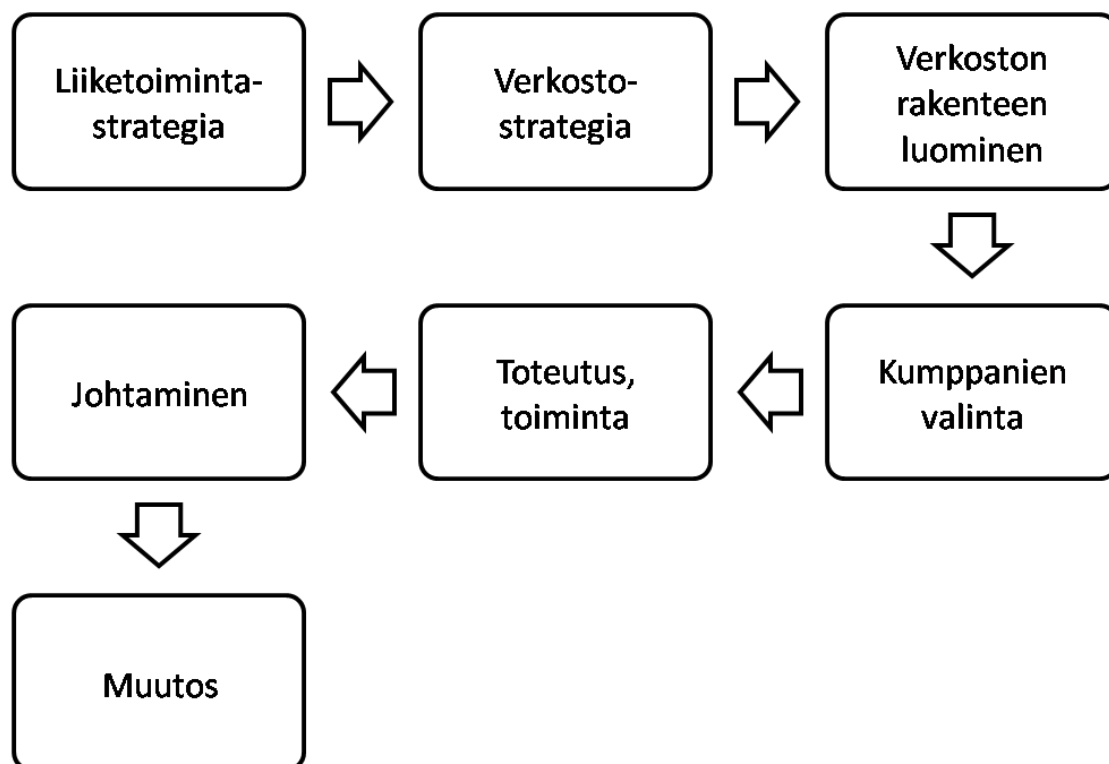 Liiketoiminta-
strategia
Verkosto-
strategia
Verkoston
rakenteen
luominen
Kumppanien
valinta
Toteutus,
toiminta
Johtaminen
Muutos